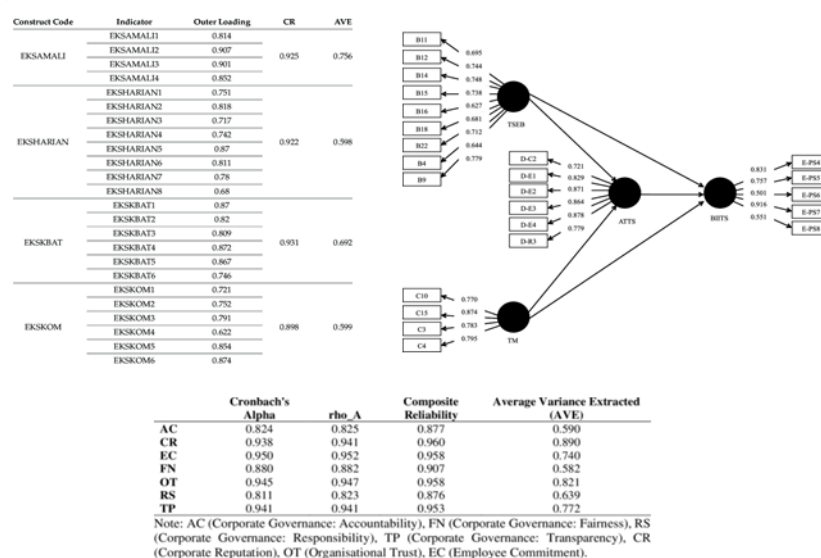 Construct Code Indicator Outer Loading CR AVE
EKSAMALI 0.925 0.756
EKSAMALI1 0.814
EKSAMALI2 0.907
EKSAMALI3 0.901
EKSAMALI4 0.852
EKSHARIAN 0.922 0.598
EKSHARIAN1 0.751
EKSHARIAN2 0.818
EKSHARIAN3 0.717
EKSHARIAN4 0.742
EKSHARIAN5 0.87
EKSHARIAN6 0.811
EKSHARIAN7 0.78
EKSHARIAN8 0.68
EKSKBAT 0.931 0.692
EKSKBAT1 0.87
EKSKBAT2 0.82
EKSKBAT3 0.809
EKSKBAT4 0.872
EKSKBAT5 0.867
EKSKBAT6 0.746
EKSKOM 0.898 0.599
EKSKOM1 0.721
EKSKOM2 0.752
EKSKOM3 0.791
EKSKOM4 0.622
EKSKOM5 0.854
EKSKOM6 0.874
B11 0.695
B12 0.744
B14 0.748
B15 0.738
B16 0.627
B18 0.681
B22 0.712
B4 0.644
B9 0.779
TSEB
D-C2 0.721
D-E1 0.829
D-E2 0.871
D-E3 0.864
D-E4 0.878
D-R3 0.779
ATTS
BIITS
0.831 E-PS4
0.757 E-PS5
0.501 E-PS6
0.916 E-PS7
0.551 E-PS8
C10 0.770
C15 0.874
C3 0.783
C4 0.795
TM
Cronbach's Composite Average Variance Extracted
Alpha rho_A Reliability (AVE)
AC 0.824 0.825 0.877 0.590
CR 0.938 0.941 0.960 0.890
EC 0.950 0.952 0.958 0.740
FN 0.880 0.882 0.907 0.582
OT 0.945 0.947 0.958 0.821
RS 0.811 0.823 0.876 0.639
TP 0.941 0.941 0.953 0.772
Note: AC (Corporate Governance: Accountability), FN (Corporate Governance: Fairness), RS
(Corporate Governance: Responsibility), TP (Corporate Governance: Transparency), CR
(Corporate Reputation), OT (Organisational Trust), EC (Employee Commitment).